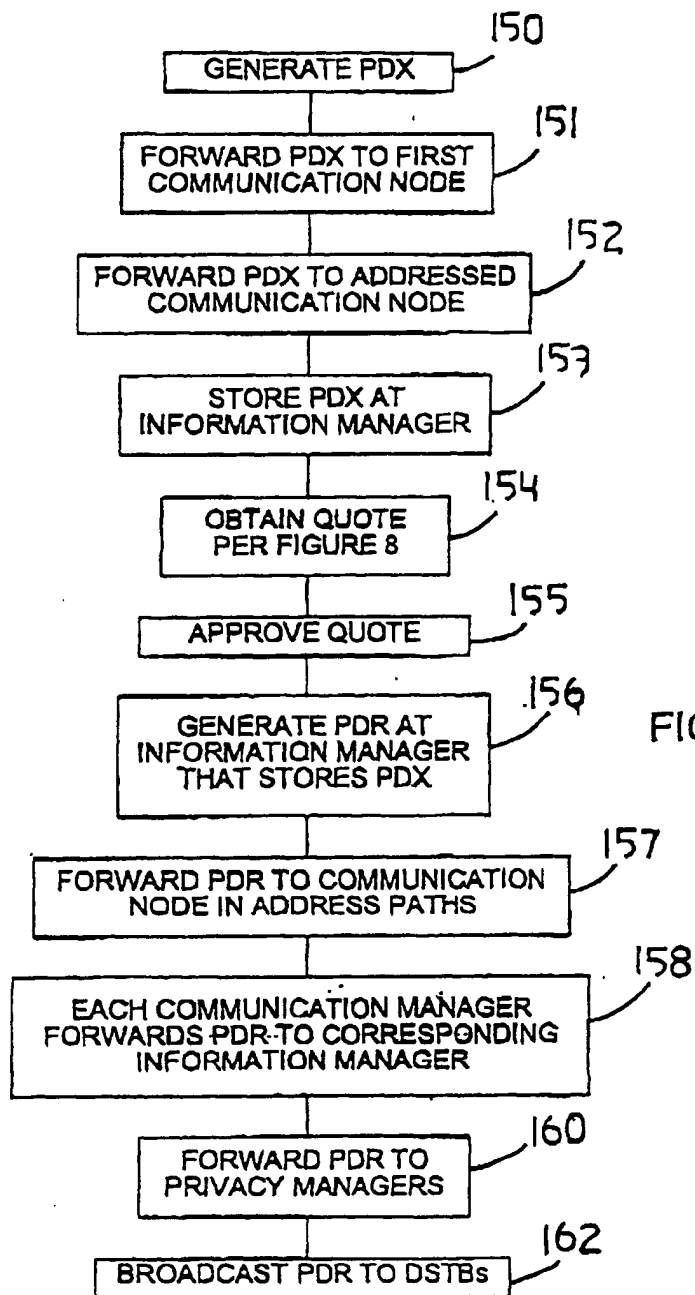 150
GENERATE PDX
151
FORWARD PDX TO FIRST
COMMUNICATION NODE
152
FORWARD PDX TO ADDRESSED
COMMUNICATION NODE
153
STORE PDX AT
INFORMATION MANAGER
154
OBTAIN QUOTE
PER FIGURE 8
155
APPROVE QUOTE
156
GENERATE PDR AT
INFORMATION MANAGER
THAT STORES PDX
FIG
157
FORWARD PDR TO COMMUNICATION
NODE IN ADDRESS PATHS
158
EACH COMMUNICATION MANAGER
FORWARDS PDR TO CORRESPONDING
INFORMATION MANAGER
160
FORWARD PDR TO
PRIVACY MANAGERS
162
BROADCAST PDR TO DSTBs